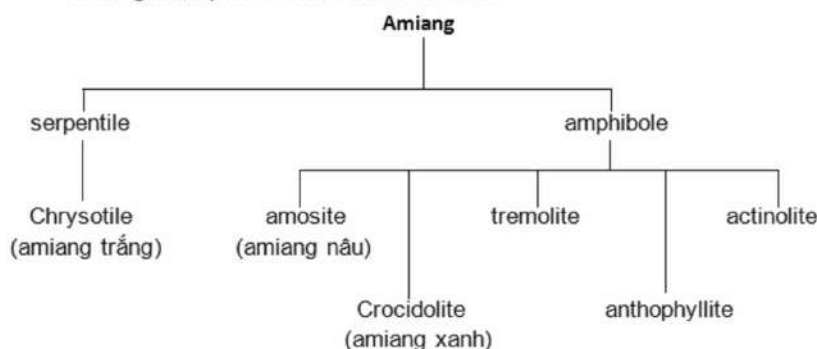 Amiang
serpentile
amphibole
Chrysotile
(amiang trắng)
amosite
(amiang nâu)
tremolite
actinolite
Crocidolite
(amiang xanh)
anthophyllite